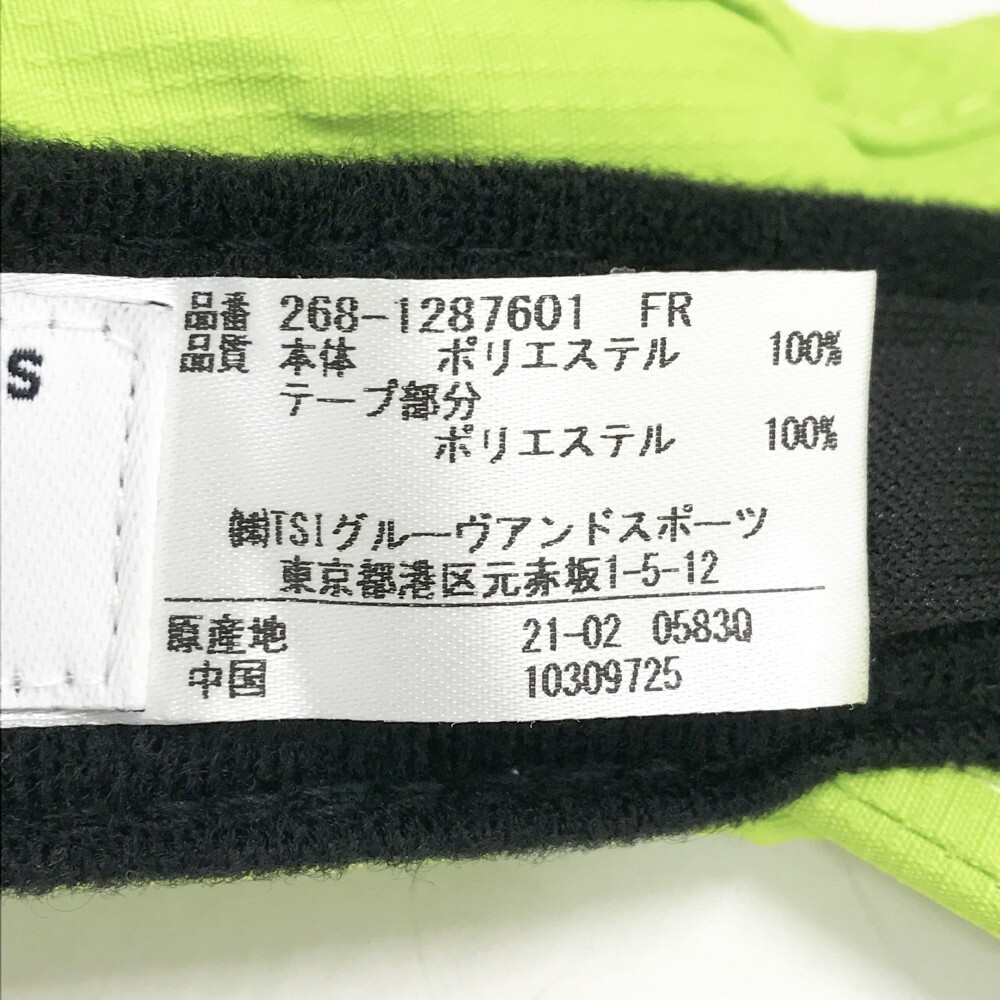 S
品番 268-1287601 FR
品質 本体 ポリエステル 100%
テープ部分
ポリエステル 100%
㈱TSIグルーヴアンドスポーツ
東京都港区元赤坂1-5-12
原産地 21-02 0583Q
中国 10309725